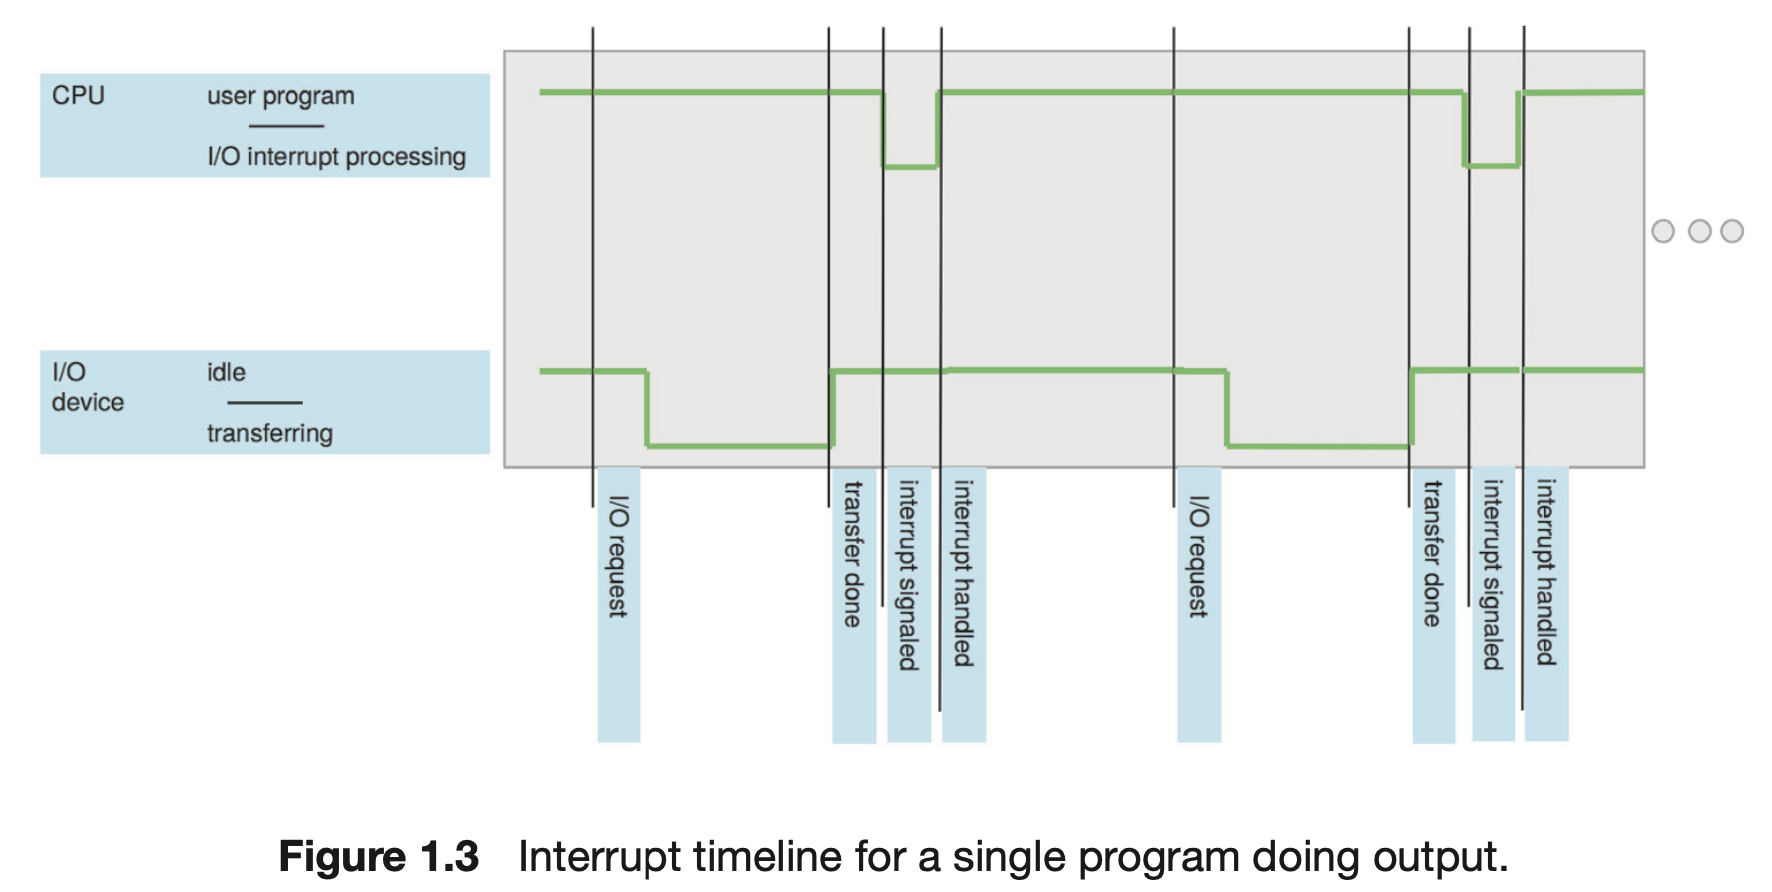 CPU
user program
I/O interrupt processing
I/O
device
idle
transferring
I/O request
transfer done
interrupt signaled
interrupt handled
I/O request
transfer done
interrupt signaled
interrupt handled
Figure 1.3 Interrupt timeline for a single program doing output.